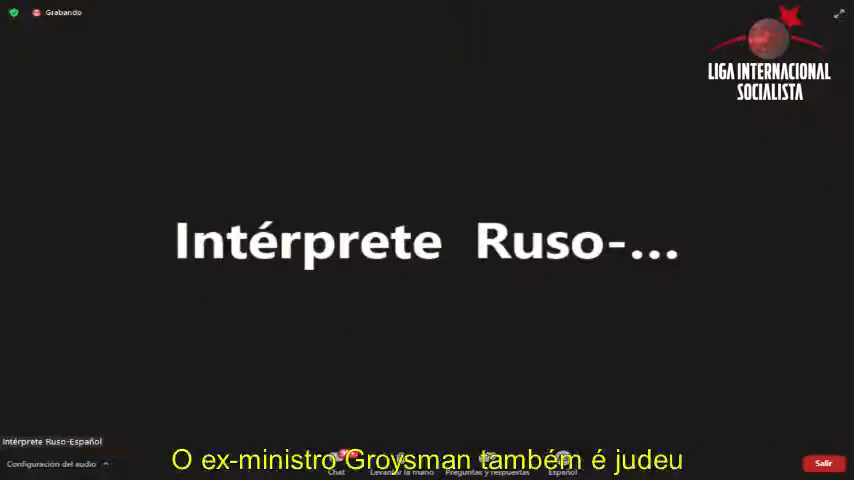 Grabando
LIGA INTERNACIONAL
SOCIALISTA
Intérprete Ruso-...
Intérprete Ruso-Español
O ex-ministro Groysman também é judeu
Configuración del audio
Chat
Levantar la mano
Preguntas y respuestas
Español
Salir